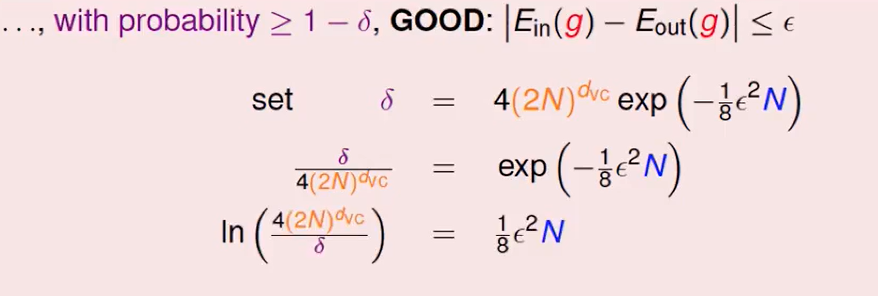 ..., with probability ≥ 1 − δ, GOOD: |E_in(g) − E_out(g)| ≤ ϵ
set δ = 4(2N)^{d_VC} exp(−1/8 ϵ²N)
δ / 4(2N)^{d_VC} = exp(−1/8 ϵ²N)
ln(4(2N)^{d_VC} / δ) = 1/8 ϵ²N